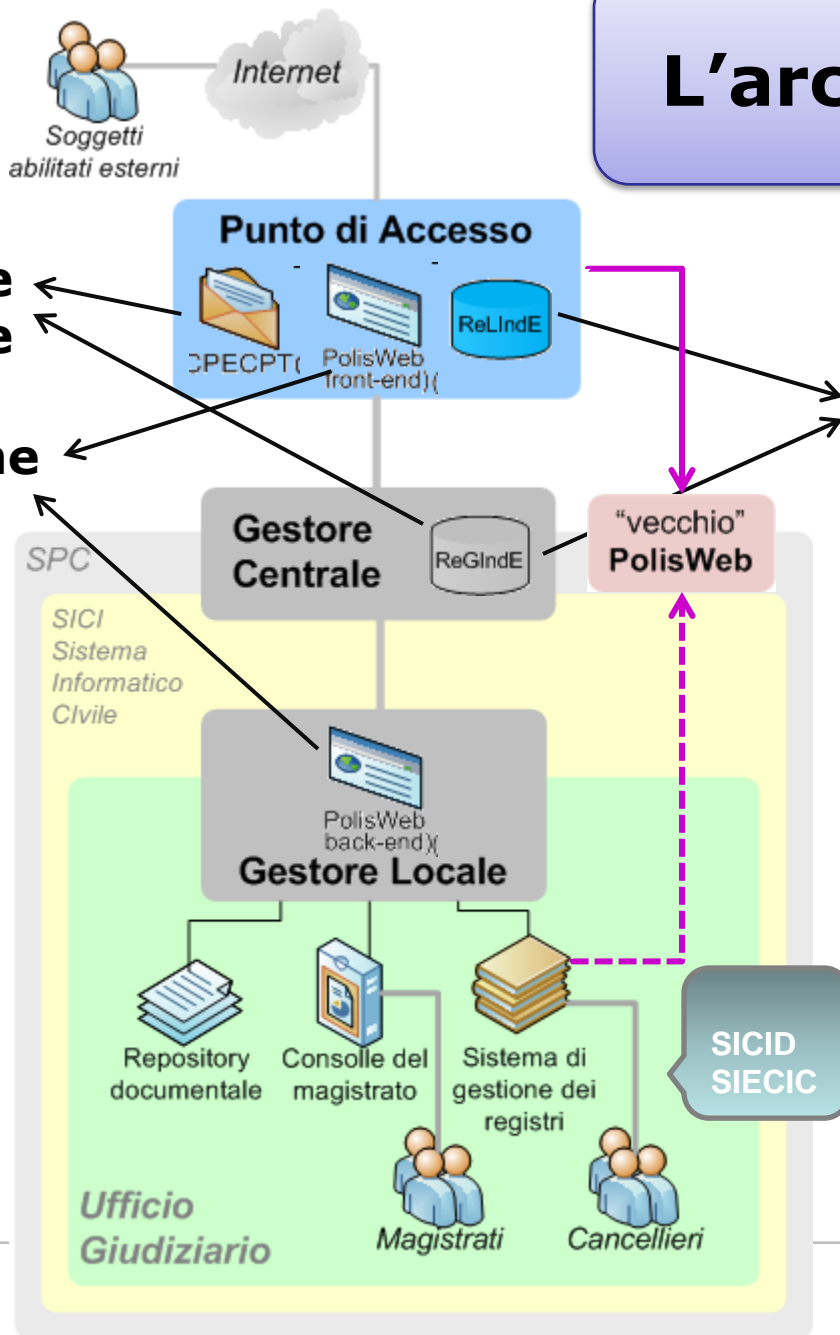 L'arc
Internet
Soggetti
abilitati esterni
Punto di Accesso
e
e
CPECPT(
PolisWeb
front-end)(
ReLIndE
ne
Gestore
Centrale
ReGIndE
"vecchio"
PolisWeb
SPC
SICI
Sistema
Informatico
CIvile
PolisWeb
back-end)(
Gestore Locale
Repository
documentale
Consolle del
magistrato
Sistema di
gestione dei
registri
SICID
SIECIC
Ufficio
Giudiziario
Magistrati
Cancellieri